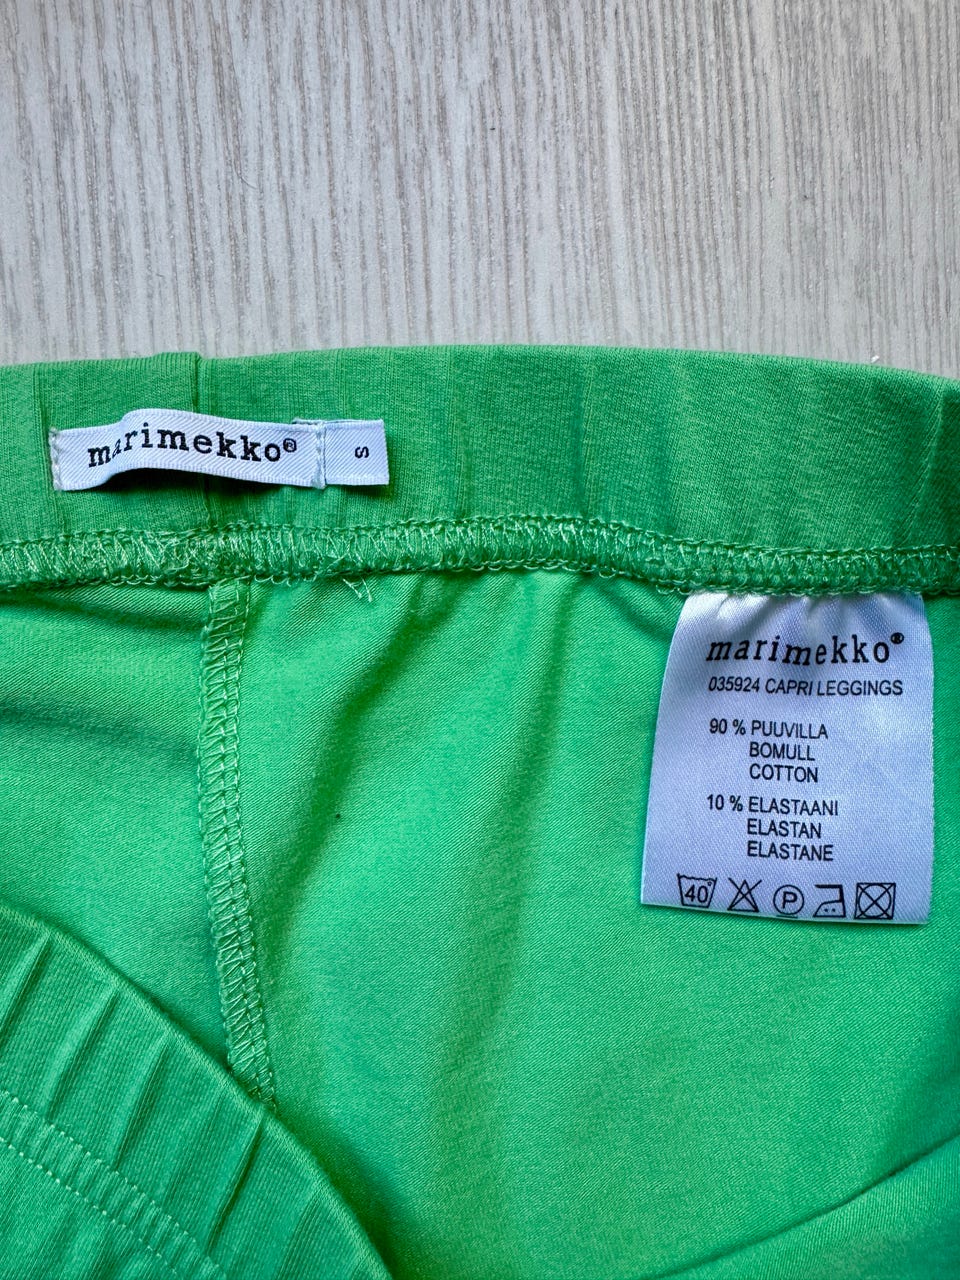 marimekko®
S
marimekko®
035924 CAPRI LEGGINGS
90 % PUUVILLA
BOMULL
COTTON
10 % ELASTAANI
ELASTAN
ELASTANE
40° P